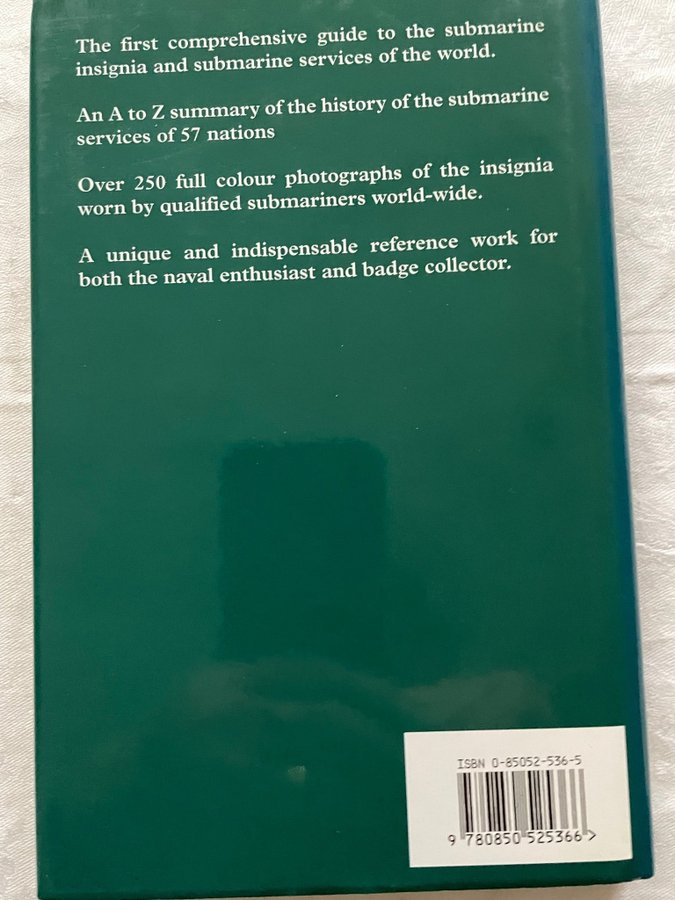 The first comprehensive guide to the submarine
insignia and submarine services of the world.
An A to Z summary of the history of the submarine
services of 57 nations
Over 250 full colour photographs of the insignia
worn by qualified submariners world-wide.
A unique and indispensable reference work for
both the naval enthusiast and badge collector.
ISBN 0-85052-536-5
9 780850 525366 >